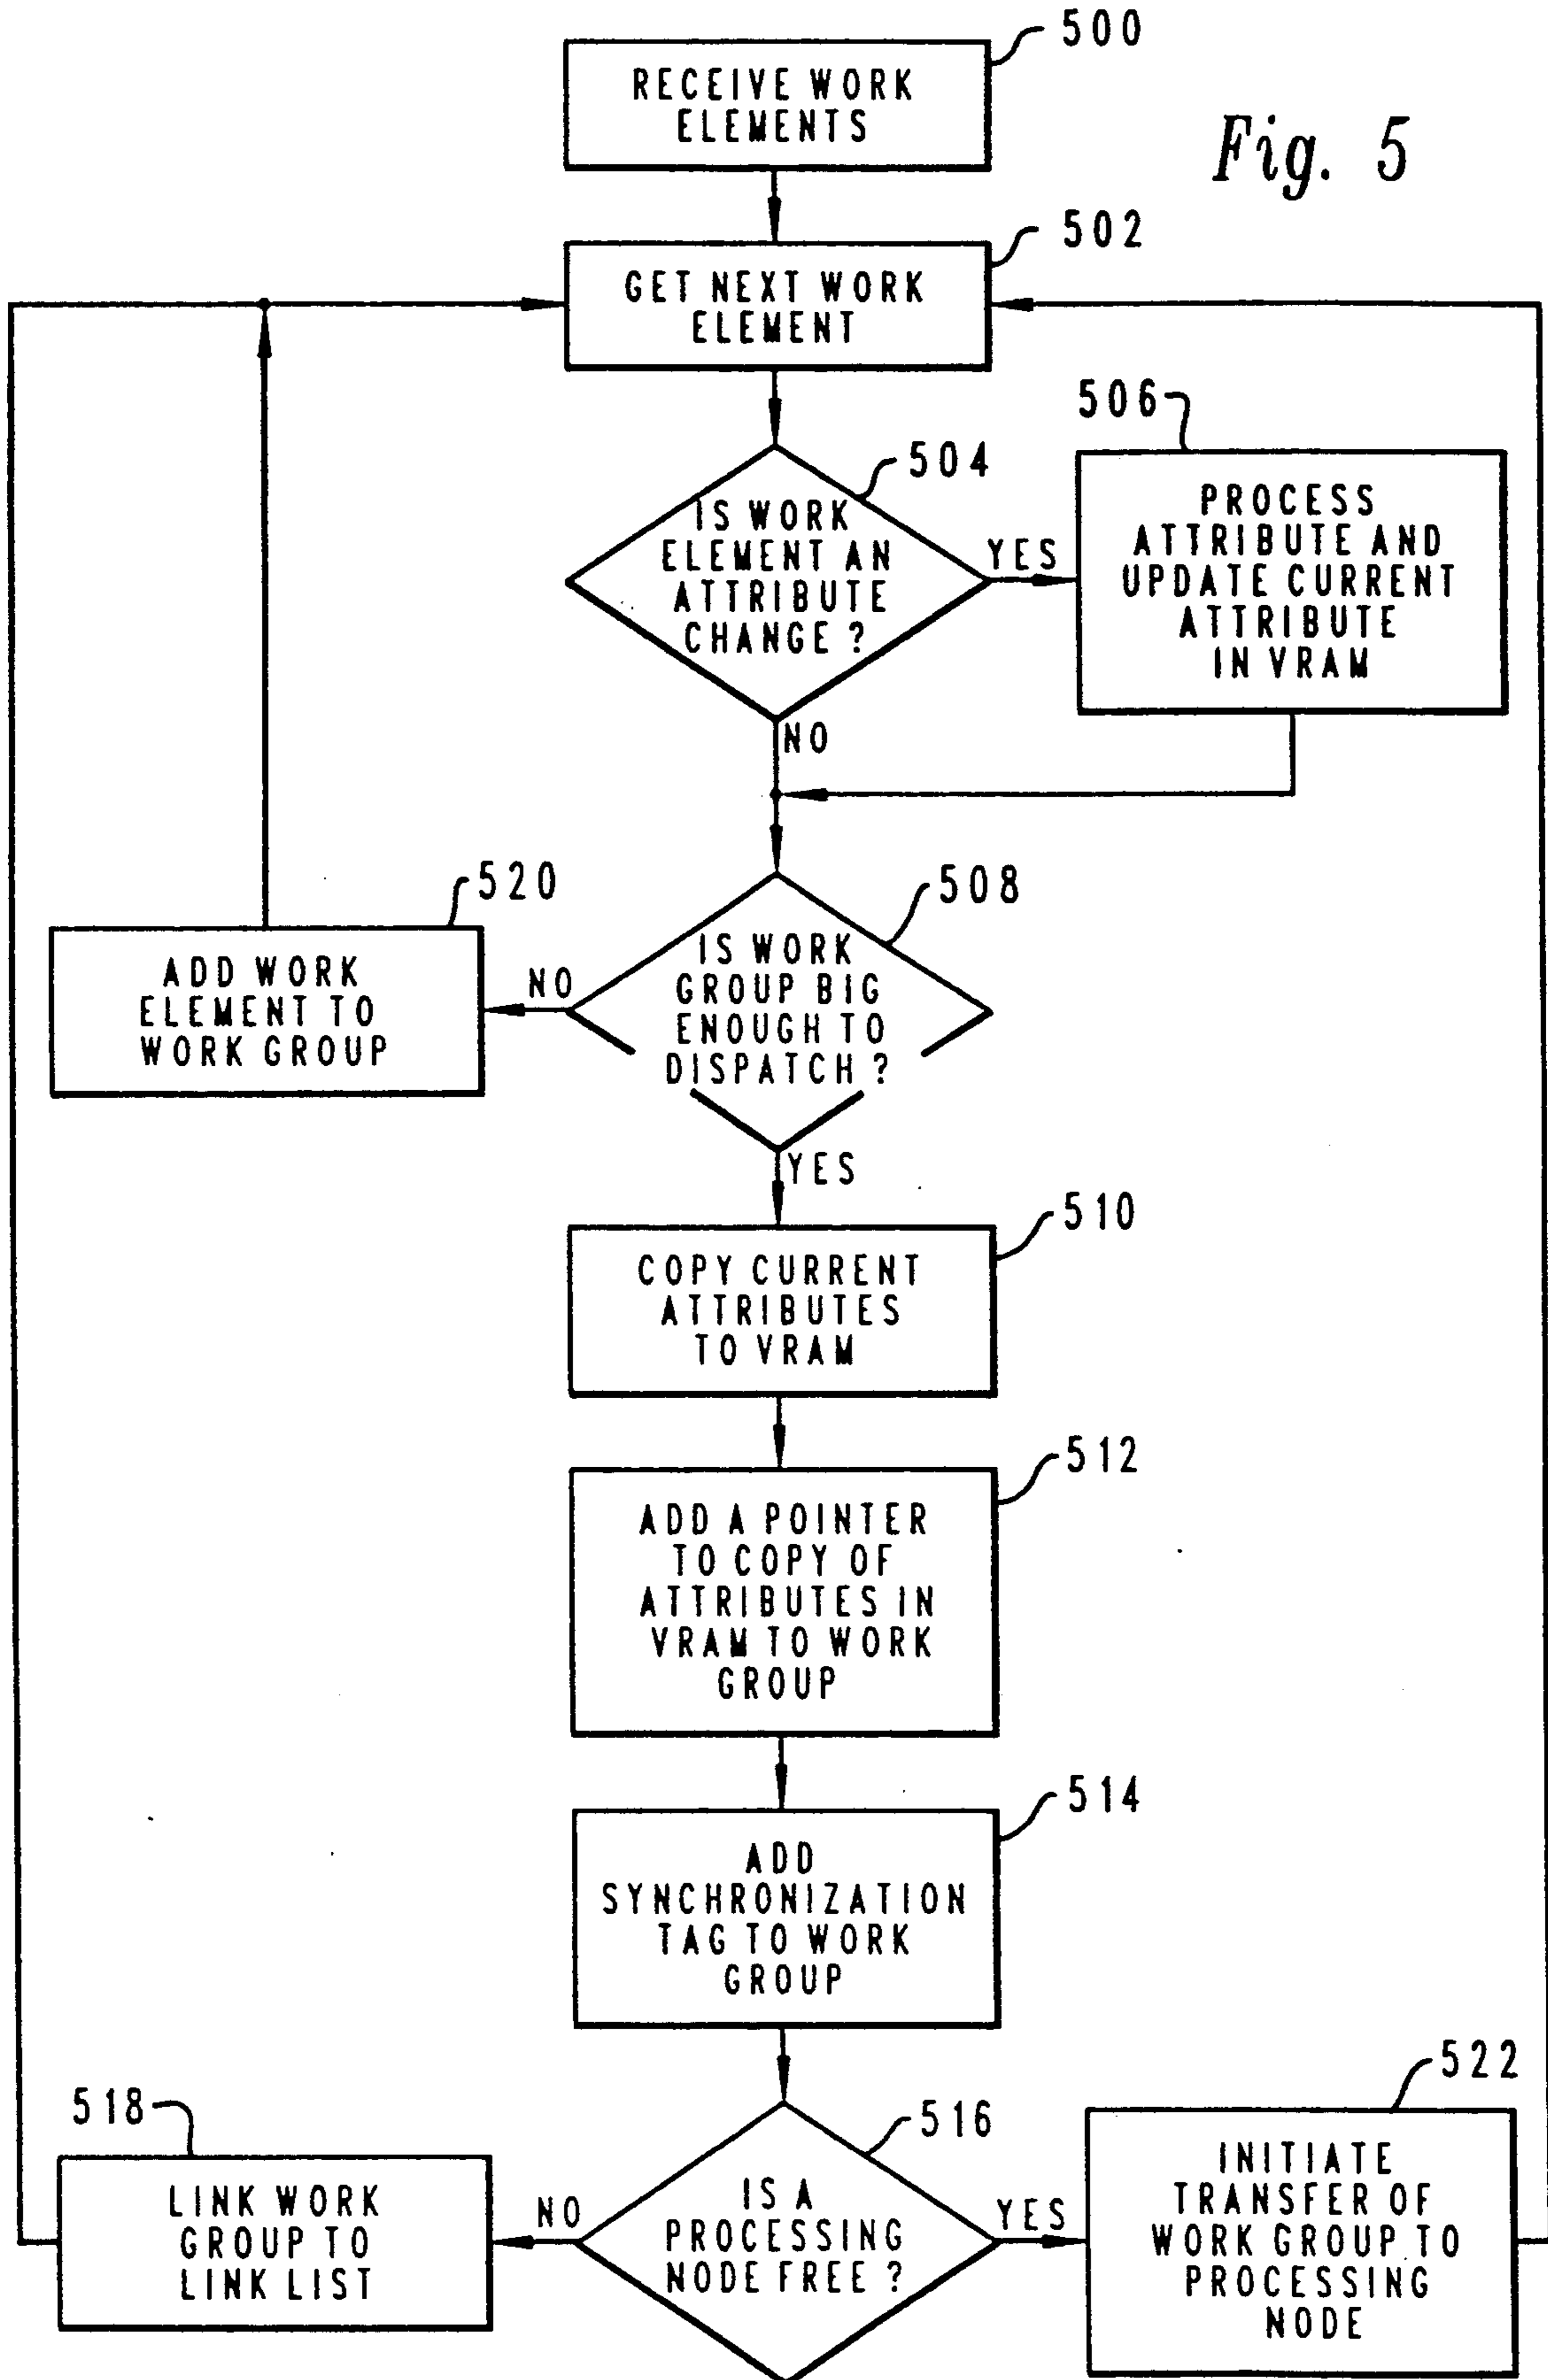 500
RECEIVE WORK
ELEMENTS
Fig. 5
502
GET NEXT WORK
ELEMENT
504
IS WORK
ELEMENT AN
ATTRIBUTE
CHANGE ?
YES
506
PROCESS
ATTRIBUTE AND
UPDATE CURRENT
ATTRIBUTE
IN VRAM
NO
508
IS WORK
GROUP BIG
ENOUGH TO
DISPATCH ?
NO
520
ADD WORK
ELEMENT TO
WORK GROUP
YES
510
COPY CURRENT
ATTRIBUTES
TO VRAM
512
ADD A POINTER
TO COPY OF
ATTRIBUTES IN
VRAM TO WORK
GROUP
514
ADD
SYNCHRONIZATION
TAG TO WORK
GROUP
516
IS A
PROCESSING
NODE FREE ?
NO
518
LINK WORK
GROUP TO
LINK LIST
YES
522
INITIATE
TRANSFER OF
WORK GROUP TO
PROCESSING
NODE